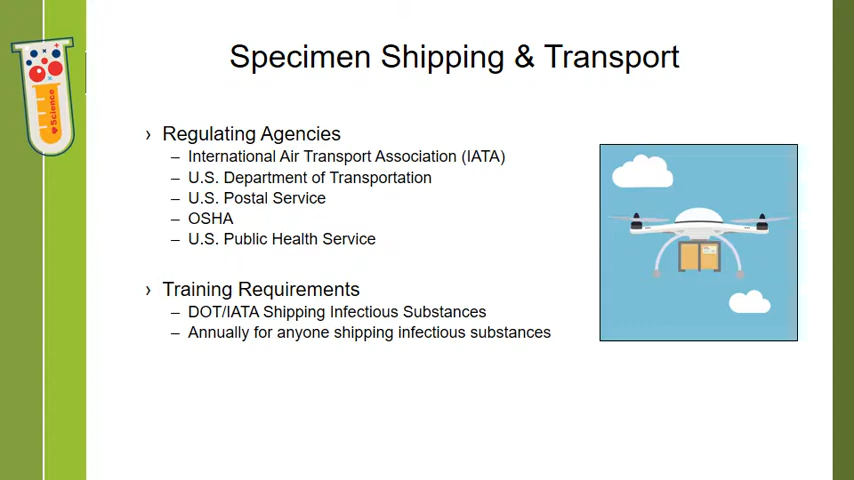 Specimen Shipping & Transport
› Regulating Agencies
– International Air Transport Association (IATA)
– U.S. Department of Transportation
– U.S. Postal Service
– OSHA
– U.S. Public Health Service
› Training Requirements
– DOT/IATA Shipping Infectious Substances
– Annually for anyone shipping infectious substances
Science